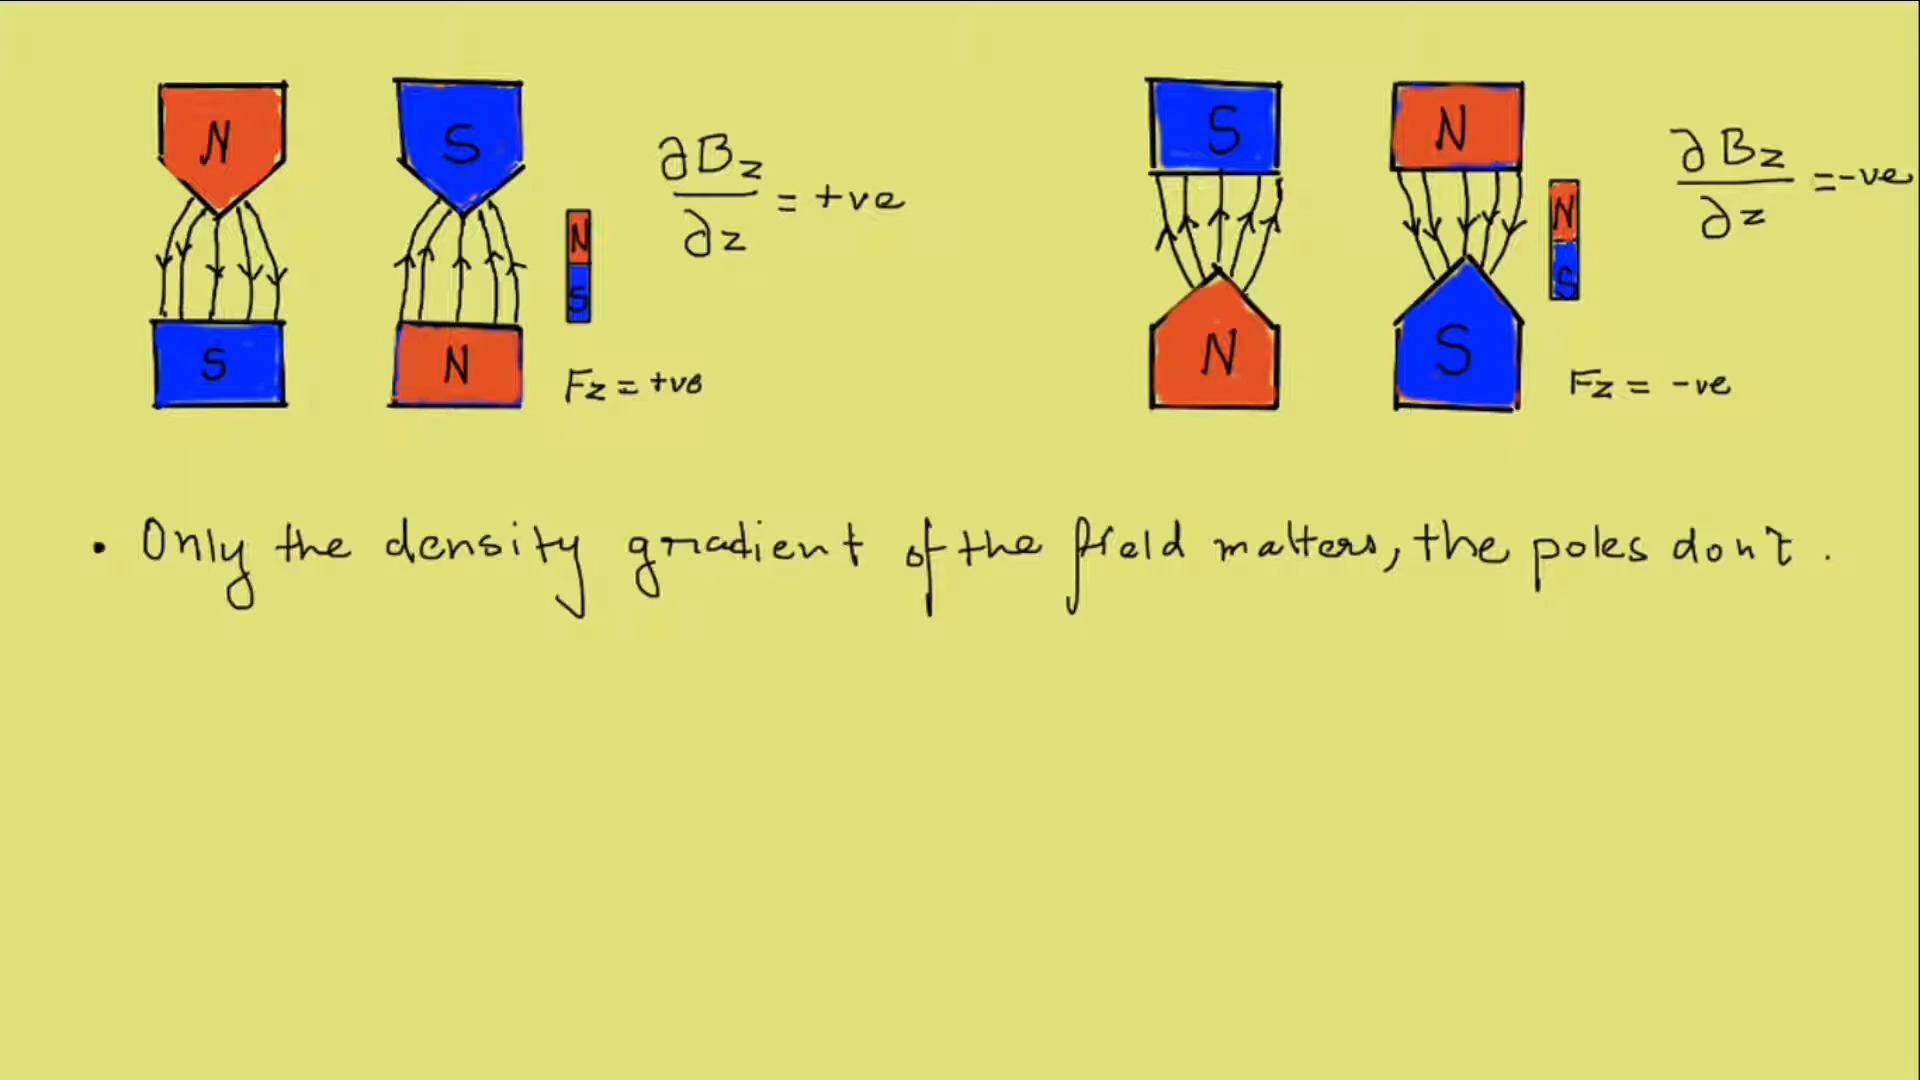 N S ∂Bz/∂z = +ve S N ∂Bz/∂z = -ve
N S N S
S N Fz = +ve N S Fz = -ve
• Only the density gradient of the field matters, the poles don't.